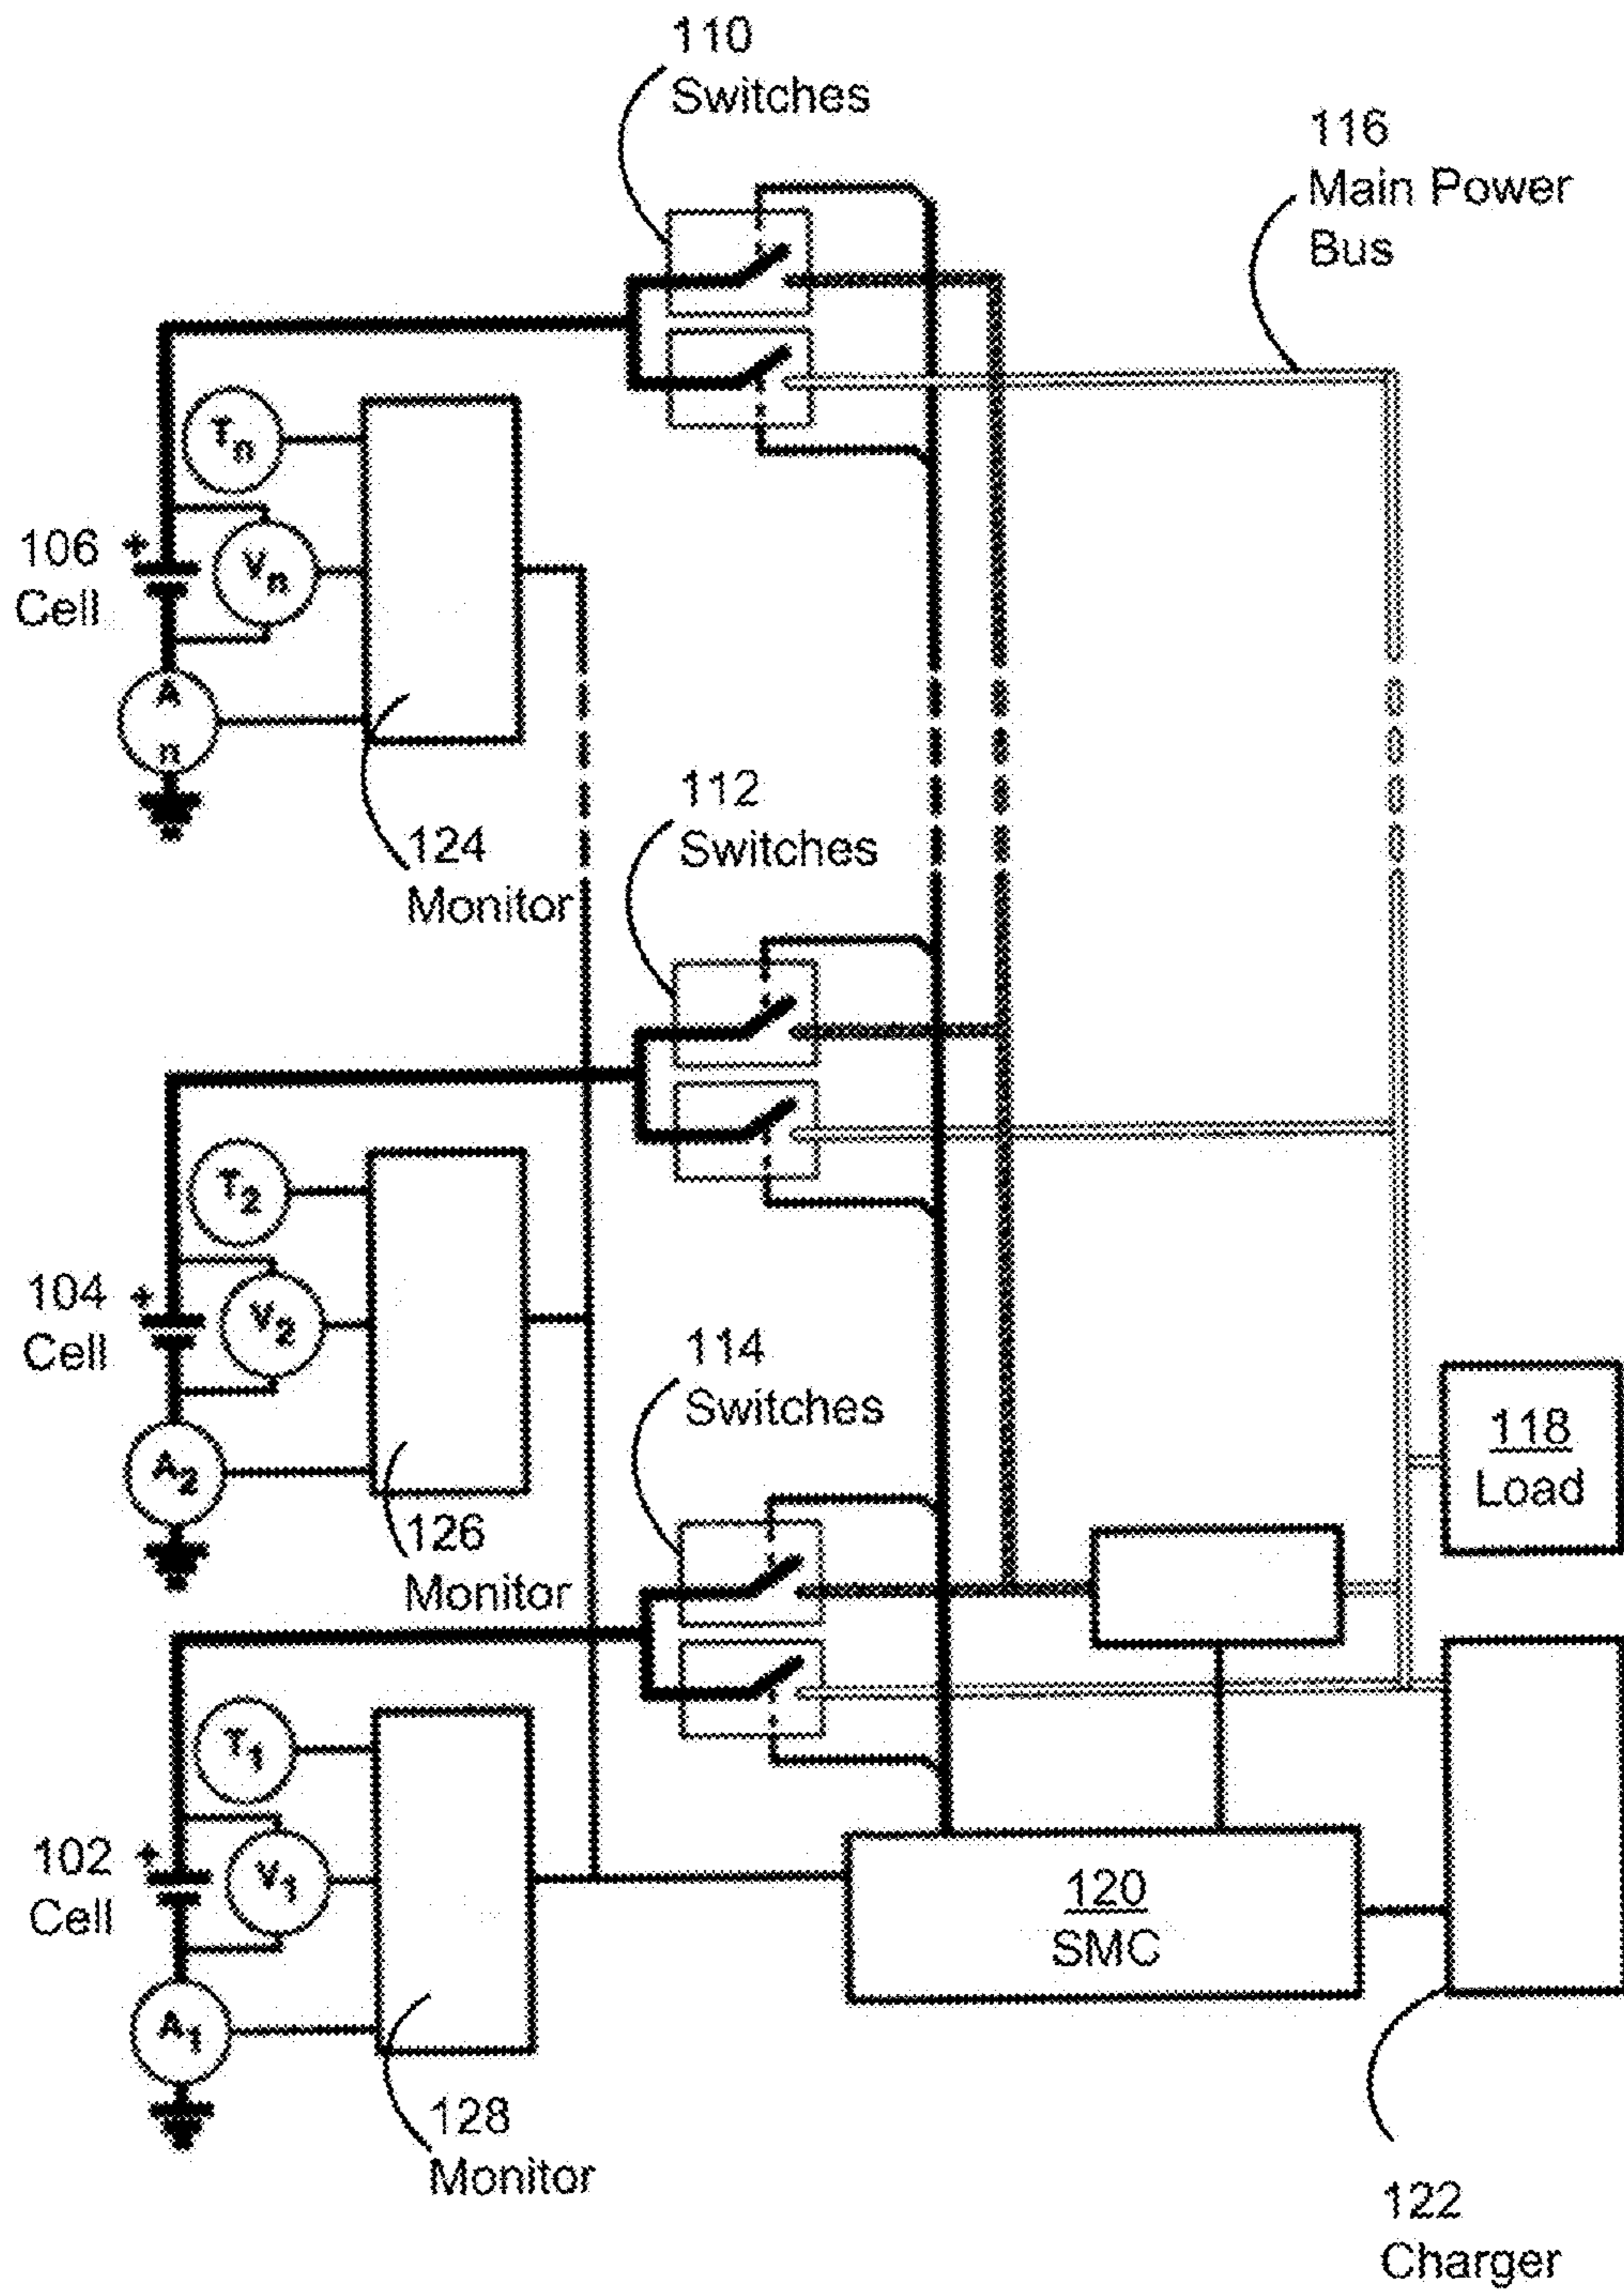 110
Switches
116
Main Power
Bus
Tn
106
Cell
+
Vn
A
n
124
Monitor
112
Switches
T2
104
Cell
+
V2
A2
126
Monitor
114
Switches
118
Load
T1
102
Cell
+
V1
A1
128
Monitor
120
SMC
122
Charger